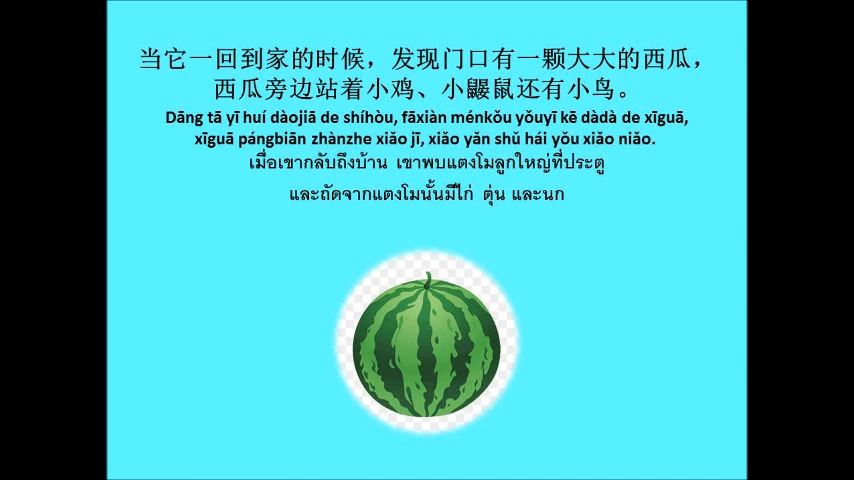 当它一回到家的时候，发现门口有一颗大大的西瓜，
西瓜旁边站着小鸡、小鼹鼠还有小鸟。
Dāng tā yī huí dàojiā de shíhòu, fāxiàn ménkǒu yǒuyī kē dàdà de xīguā,
xīguā pángbiān zhànzhe xiǎo jī, xiǎo yǎn shǔ hái yǒu xiǎo niǎo.
เมื่อเขากลับถึงบ้าน เขาพบแตงโมลูกใหญ่ที่ประตู
และถัดจากแตงโมนั้นมีไก่ ตุ่น และนก